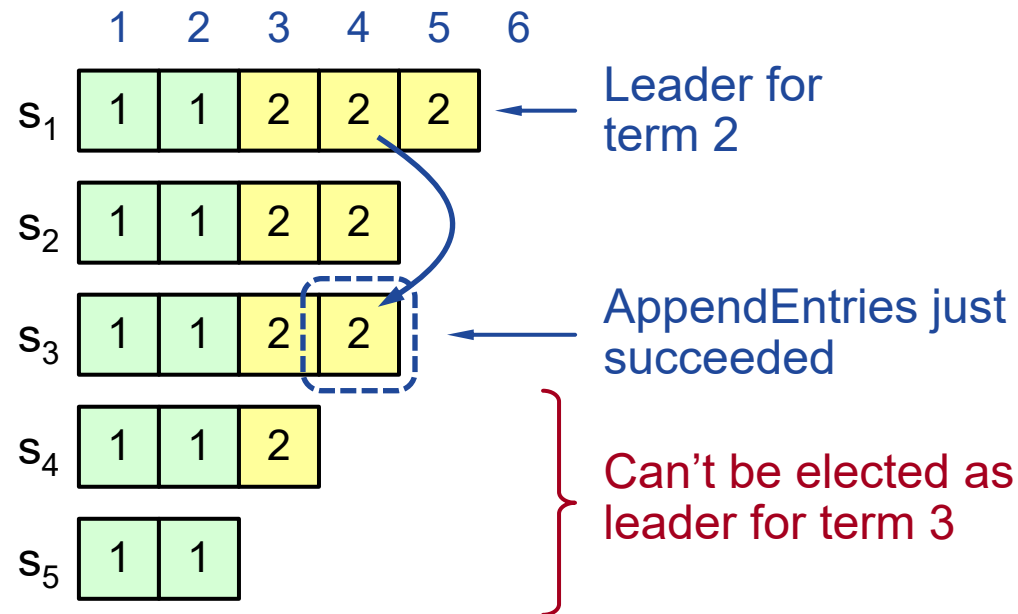 1 2 3 4 5 6
s1 1 1 2 2 2
Leader for
term 2
s2 1 1 2 2
s3 1 1 2 2
AppendEntries just
succeeded
s4 1 1 2
Can’t be elected as
leader for term 3
s5 1 1